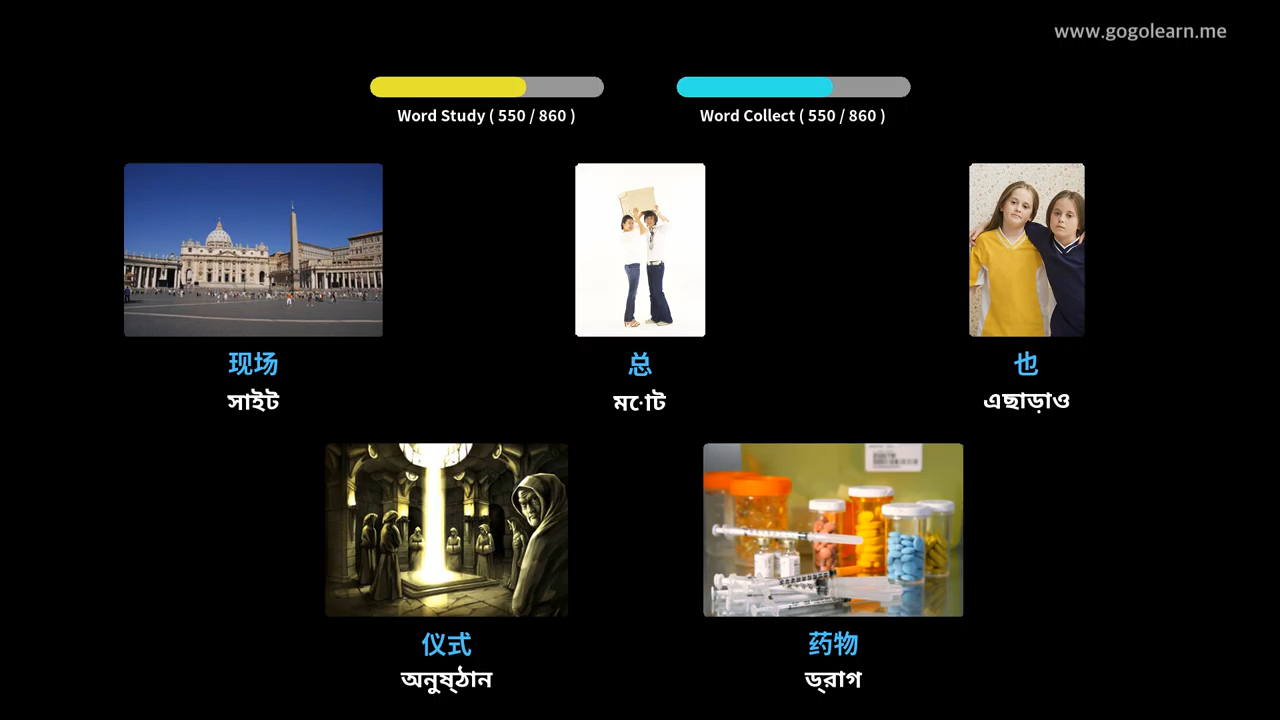 www.gogolearn.me
Word Study ( 550 / 860 )
Word Collect ( 550 / 860 )
现场
সাইট
总
মোট
也
এছাড়াও
仪式
অনুষ্ঠান
药物
ড্রাগ